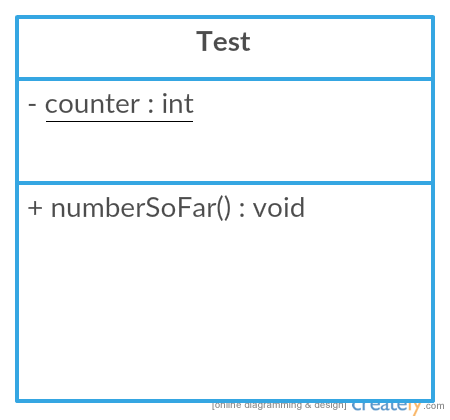 Test
- counter : int
+ numberSoFar() : void
[online diagramming & design] creately.com